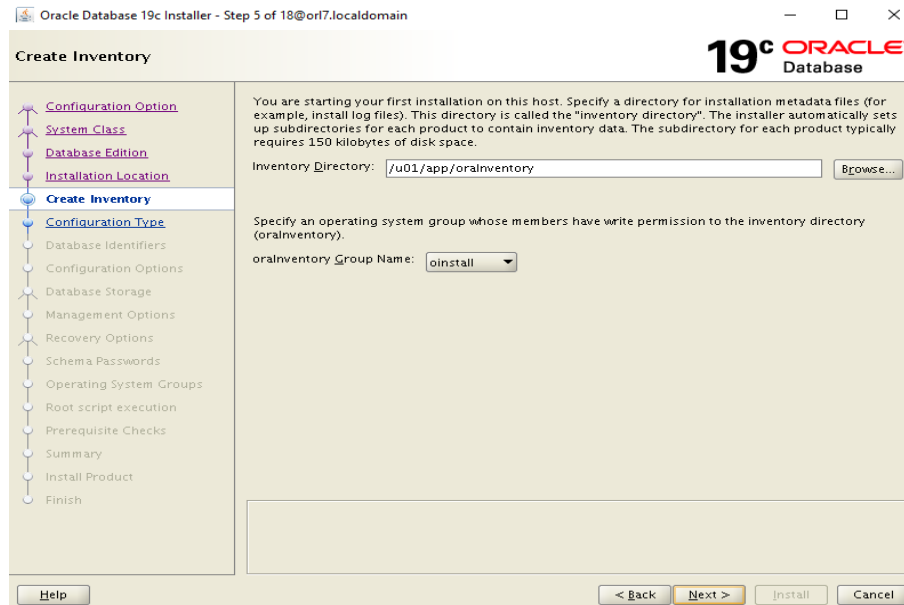 Oracle Database 19c Installer - Step 5 of 18@orl7.localdomain
Create Inventory
19c ORACLE
Database
Configuration Option
System Class
Database Edition
Installation Location
Create Inventory
Configuration Type
Database Identifiers
Configuration Options
Database Storage
Management Options
Recovery Options
Schema Passwords
Operating System Groups
Root script execution
Prerequisite Checks
Summary
Install Product
Finish
You are starting your first installation on this host. Specify a directory for installation metadata files (for
example, install log files). This directory is called the "inventory directory". The installer automatically sets
up subdirectories for each product to contain inventory data. The subdirectory for each product typically
requires 150 kilobytes of disk space.
Inventory Directory: /u01/app/oraInventory Browse...
Specify an operating system group whose members have write permission to the inventory directory
(oraInventory).
oraInventory Group Name: oinstall
Help < Back Next > Install Cancel